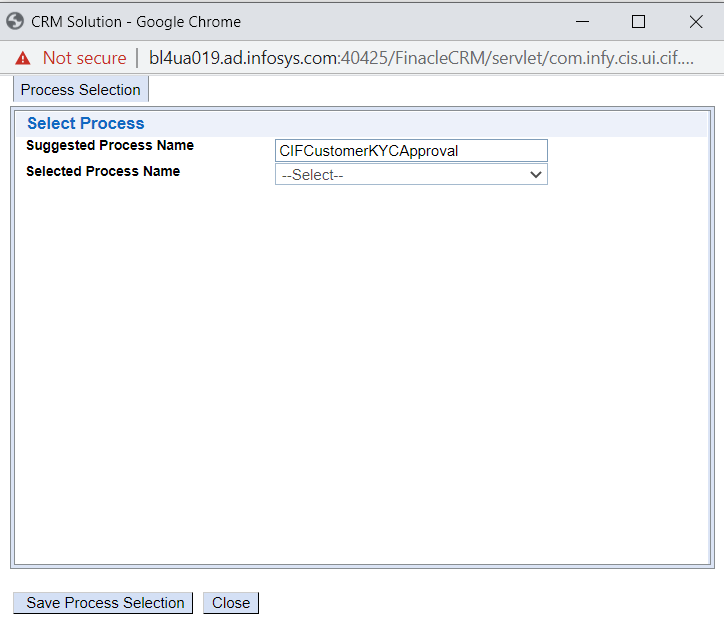 CRM Solution - Google Chrome
Not secure | bl4ua019.ad.infosys.com:40425/FinacleCRM/servlet/com.infy.cis.ui.cif....
Process Selection
Select Process
Suggested Process Name CIFCustomerKYCApproval
Selected Process Name --Select--
Save Process Selection Close